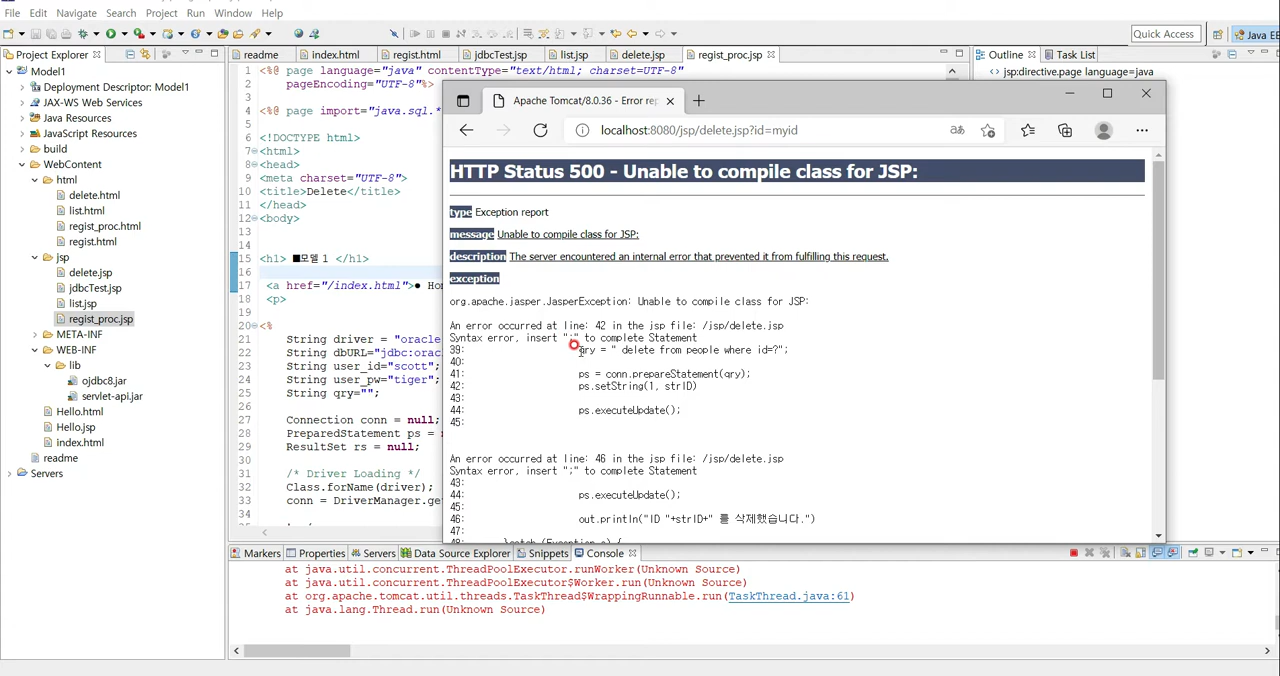 File Edit Navigate Search Project Run Window Help
Quick Access
Java EE
Project Explorer
readme
index.html
regist.html
jdbcTest.jsp
list.jsp
delete.jsp
regist_proc.jsp
Outline
Task List
Model1
Deployment Descriptor: Model1
JAX-WS Web Services
Java Resources
JavaScript Resources
build
WebContent
html
delete.html
list.html
regist_proc.html
regist.html
jsp
delete.jsp
jdbcTest.jsp
list.jsp
regist_proc.jsp
META-INF
WEB-INF
lib
ojdbc8.jar
servlet-api.jar
Hello.html
Hello.jsp
index.html
readme
Servers
1 <%@ page language="java" contentType="text/html; charset=UTF-8"
2 pageEncoding="UTF-8"%>
3
4 <%@ page import="java.sql.*
5
6 <!DOCTYPE html>
7 <html>
8 <head>
9 <meta charset="UTF-8">
10 <title>Delete</title>
11 </head>
12 <body>
13
14
15 <h1> ■모델 1 </h1>
16
17 <a href="/index.html">● Hom
18 <p>
19
20 <%
21 String driver = "oracle
22 String dbURL="jdbc:orac
23 String user_id="scott";
24 String user_pw="tiger";
25 String qry="";
26
27 Connection conn = null;
28 PreparedStatement ps =
29 ResultSet rs = null;
30
31 /* Driver Loading */
32 Class.forName(driver);
33 conn = DriverManager.get
34
jsp:directive.page language=java
Apache Tomcat/8.0.36 - Error rep
localhost:8080/jsp/delete.jsp?id=myid
HTTP Status 500 - Unable to compile class for JSP:
type Exception report
message Unable to compile class for JSP:
description The server encountered an internal error that prevented it from fulfilling this request.
exception
org.apache.jasper.JasperException: Unable to compile class for JSP:
An error occurred at line: 42 in the jsp file: /jsp/delete.jsp
Syntax error, insert ";" to complete Statement
39: qry = " delete from people where id=?";
40:
41: ps = conn.prepareStatement(qry);
42: ps.setString(1, strID)
43:
44: ps.executeUpdate();
45:
An error occurred at line: 46 in the jsp file: /jsp/delete.jsp
Syntax error, insert ";" to complete Statement
43:
44: ps.executeUpdate();
45:
46: out.println("ID "+strID+" 를 삭제했습니다.")
47:
48: }catch (Exception e) {
Markers Properties Servers Data Source Explorer Snippets Console
at java.util.concurrent.ThreadPoolExecutor.runWorker(Unknown Source)
at java.util.concurrent.ThreadPoolExecutor$Worker.run(Unknown Source)
at org.apache.tomcat.util.threads.TaskThread$WrappingRunnable.run(TaskThread.java:61)
at java.lang.Thread.run(Unknown Source)